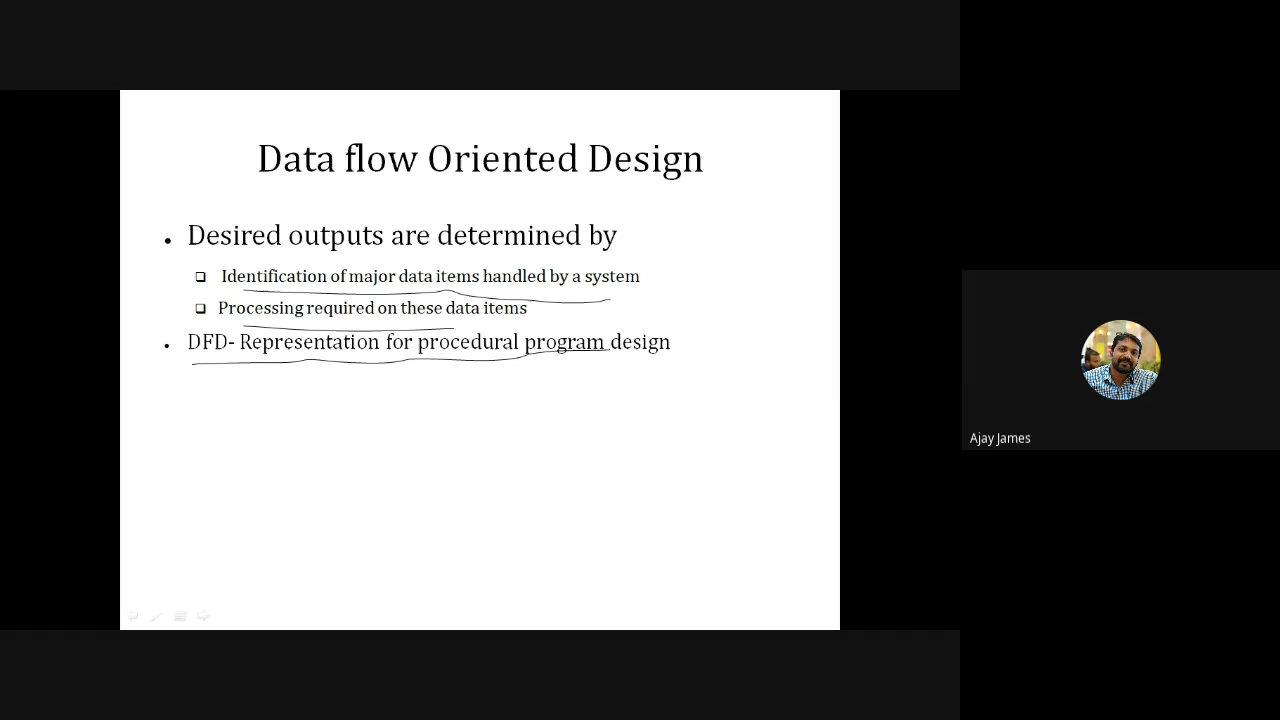 Data flow Oriented Design
• Desired outputs are determined by
❑ Identification of major data items handled by a system
❑ Processing required on these data items
• DFD- Representation for procedural program design
Ajay James